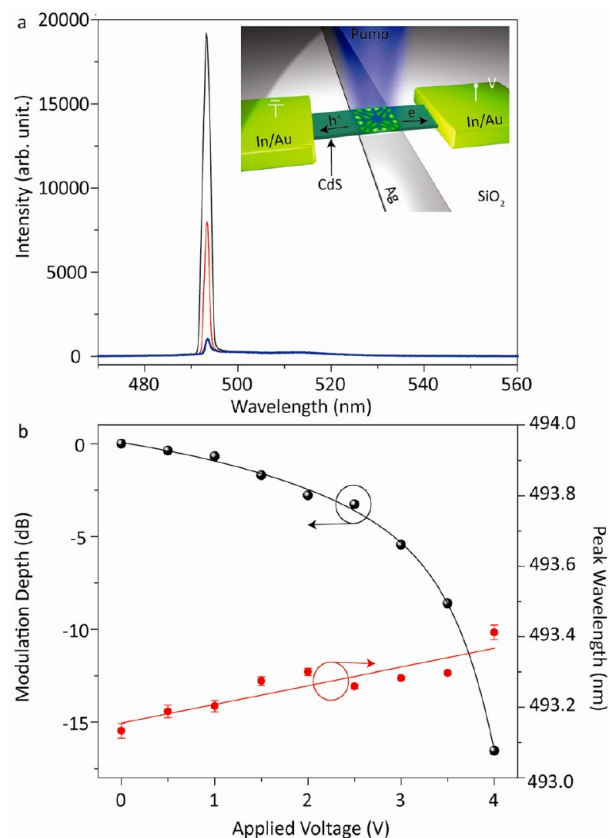 a
20000
15000
10000
5000
0
Intensity (arb. unit.)
480
500
520
540
560
Wavelength (nm)
Pump
In/Au
h⁺
e⁻
V
In/Au
CdS
Ag
SiO₂
b
0
-5
-10
-15
Modulation Depth (dB)
494.0
493.8
493.6
493.4
493.2
493.0
Peak Wavelength (nm)
0
1
2
3
4
Applied Voltage (V)